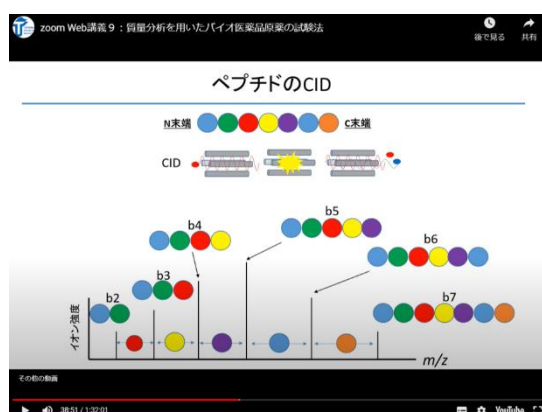 zoom Web講義９：質量分析を用いたバイオ医薬品原薬の試験法
後で見る
共有
ペプチドのCID
N末端
C末端
CID
b2
b3
b4
b5
b6
b7
イオン強度
m/z
その他の動画
38:51 / 1:32:01
YouTube